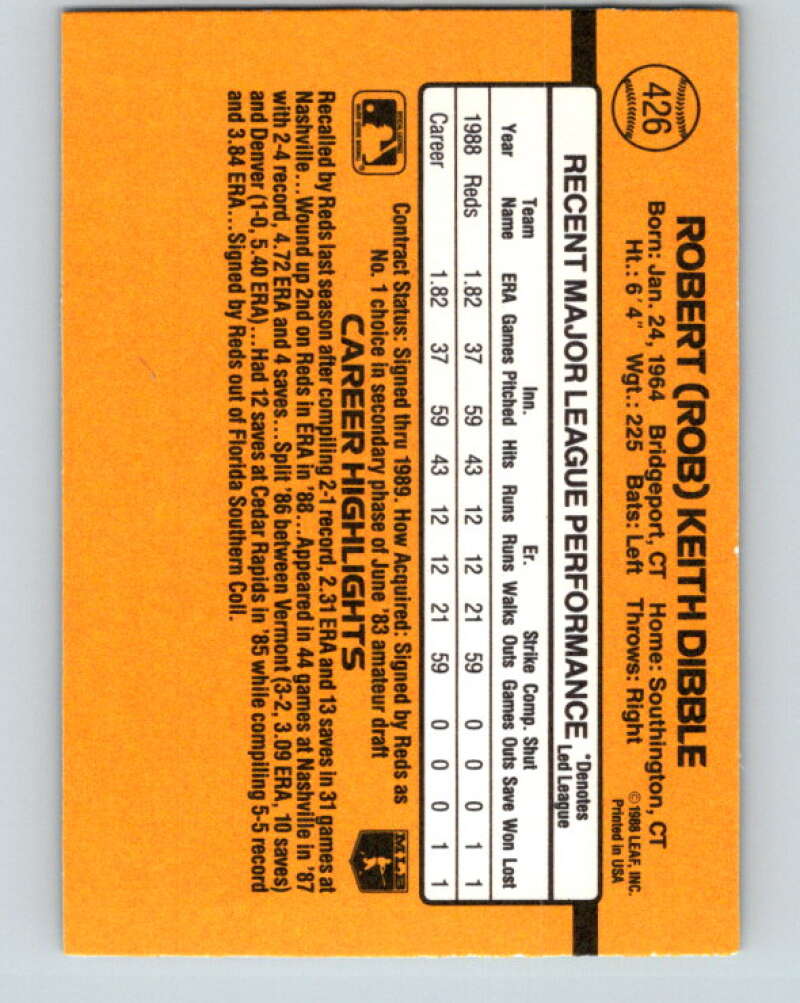 426
ROBERT (ROB) KEITH DIBBLE
Born: Jan. 24, 1964 Bridgeport, CT Home: Southington, CT
Ht.: 6'4" Wgt.: 225 Bats: Left Throws: Right
© 1988 LEAF, INC.
Printed in USA
RECENT MAJOR LEAGUE PERFORMANCE
*Denotes
Led League
Team Inn. Er. Strike Comp. Shut
Year Name ERA Games Pitched Hits Runs Runs Walks Outs Games Outs Save Won Lost
1988 Reds 1.82 37 59 43 12 12 21 59 0 0 0 1 1
Career 1.82 37 59 43 12 12 21 59 0 0 0 1 1
Contract Status: Signed thru 1989. How Acquired: Signed by Reds as
No. 1 choice in secondary phase of June '83 amateur draft
MLB
CAREER HIGHLIGHTS
Recalled by Reds last season after compiling 2-1 record, 2.31 ERA and 13 saves in 31 games at
Nashville...Wound up 2nd on Reds in ERA in '88...Appeared in 44 games at Nashville in '87
with 2-4 record, 4.72 ERA and 4 saves...Split '86 between Vermont (3-2, 3.09 ERA, 10 saves)
and Denver (1-0, 5.40 ERA)...Had 12 saves at Cedar Rapids in '85 while compiling 5-5 record
and 3.84 ERA...Signed by Reds out of Florida Southern Coll.